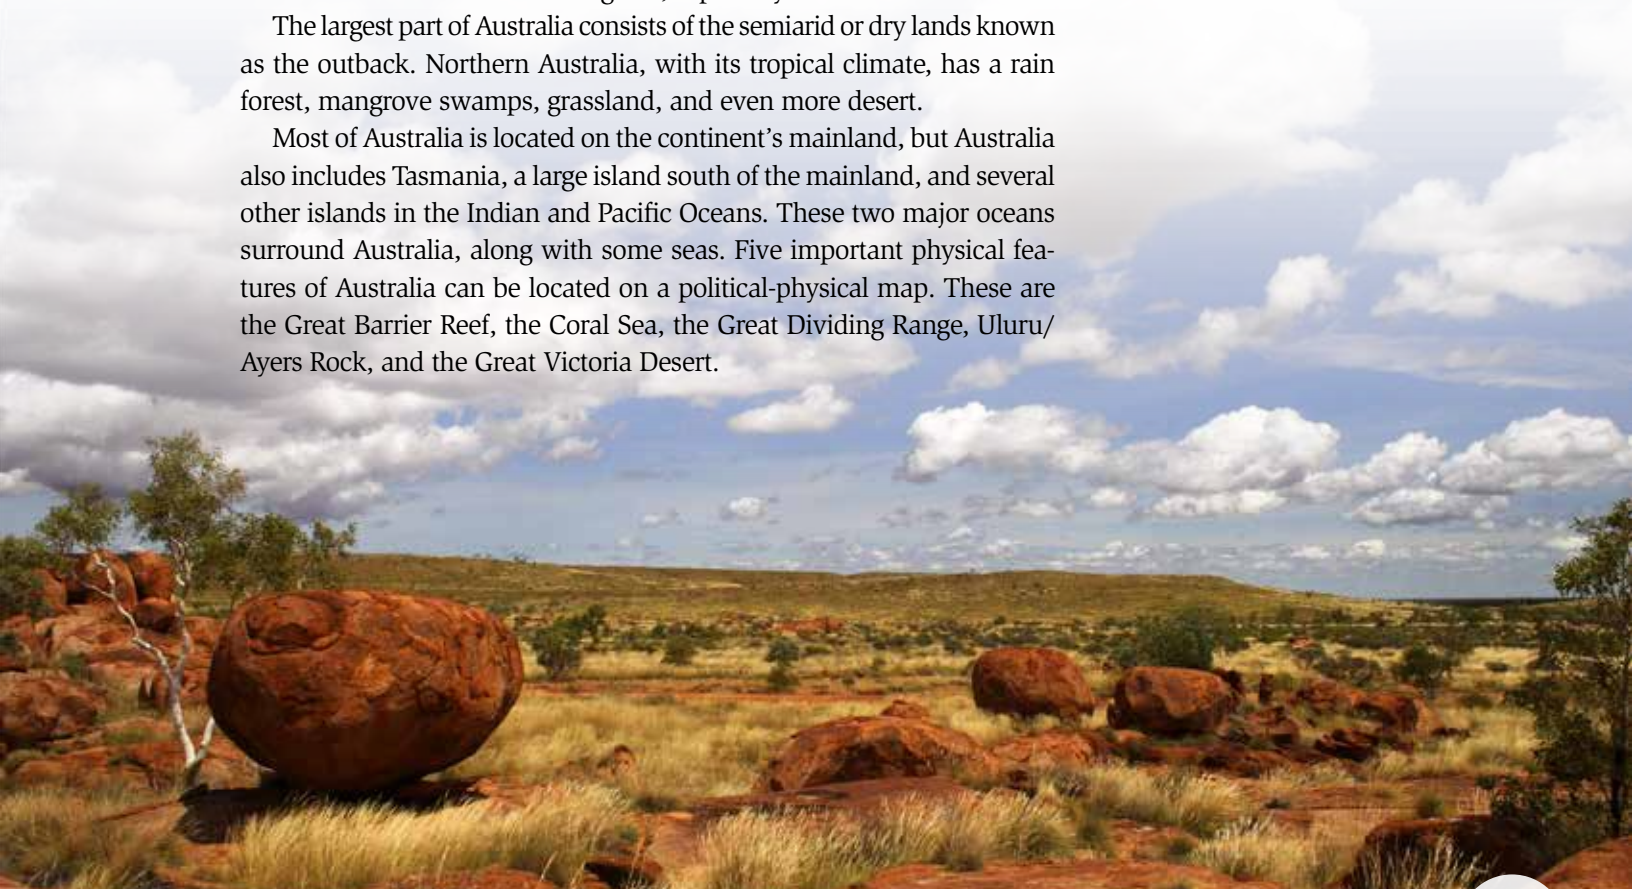 The largest part of Australia consists of the semiarid or dry lands known
as the outback. Northern Australia, with its tropical climate, has a rain
forest, mangrove swamps, grassland, and even more desert.
Most of Australia is located on the continent’s mainland, but Australia
also includes Tasmania, a large island south of the mainland, and several
other islands in the Indian and Pacific Oceans. These two major oceans
surround Australia, along with some seas. Five important physical fea-
tures of Australia can be located on a political-physical map. These are
the Great Barrier Reef, the Coral Sea, the Great Dividing Range, Uluru/
Ayers Rock, and the Great Victoria Desert.